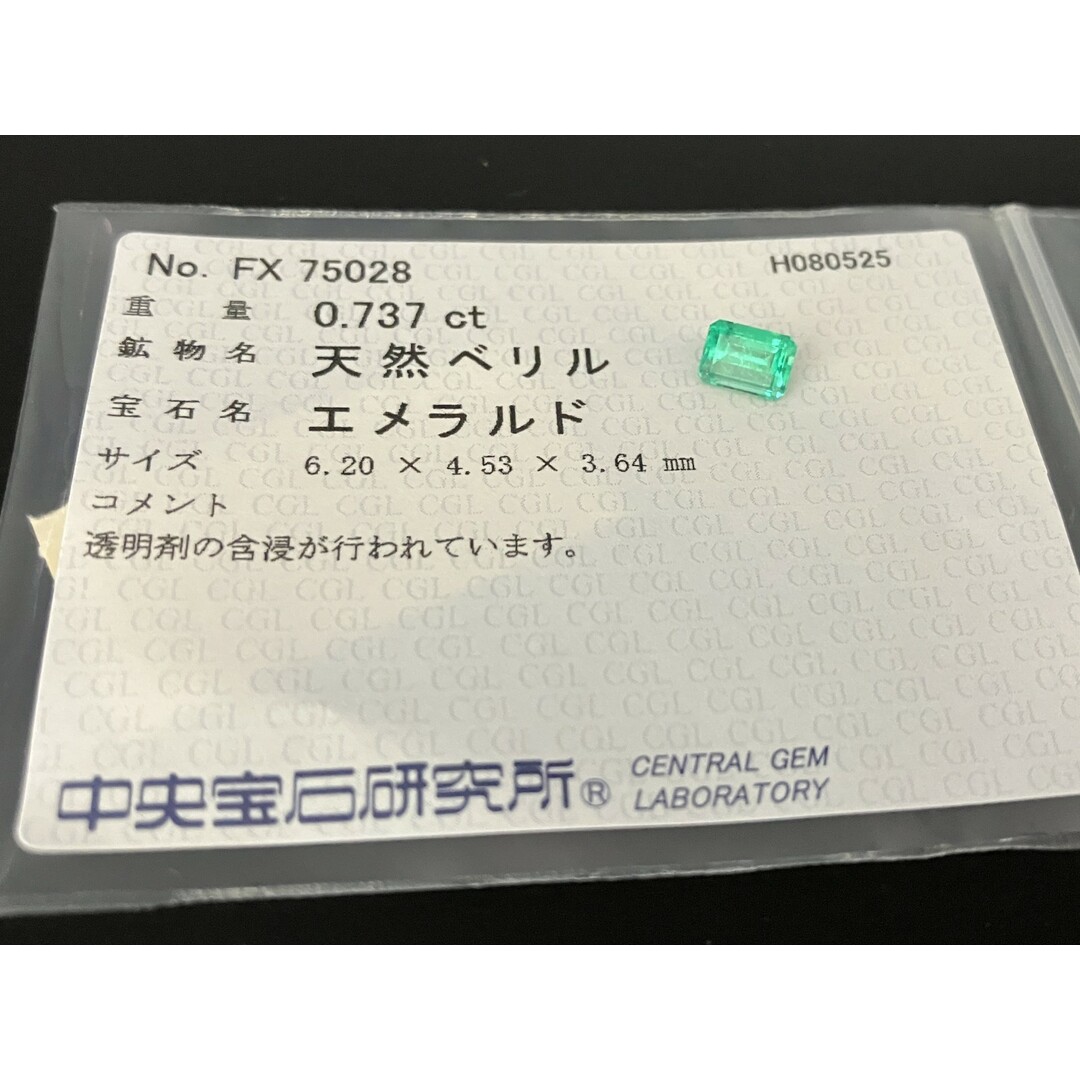 No. FX 75028 H080525
重量 0.737 ct
鉱物名 天然ベリル
宝石名 エメラルド
サイズ 6.20 × 4.53 × 3.64 mm
コメント
透明剤の含浸が行われています。
中央宝石研究所® CENTRAL GEM
LABORATORY